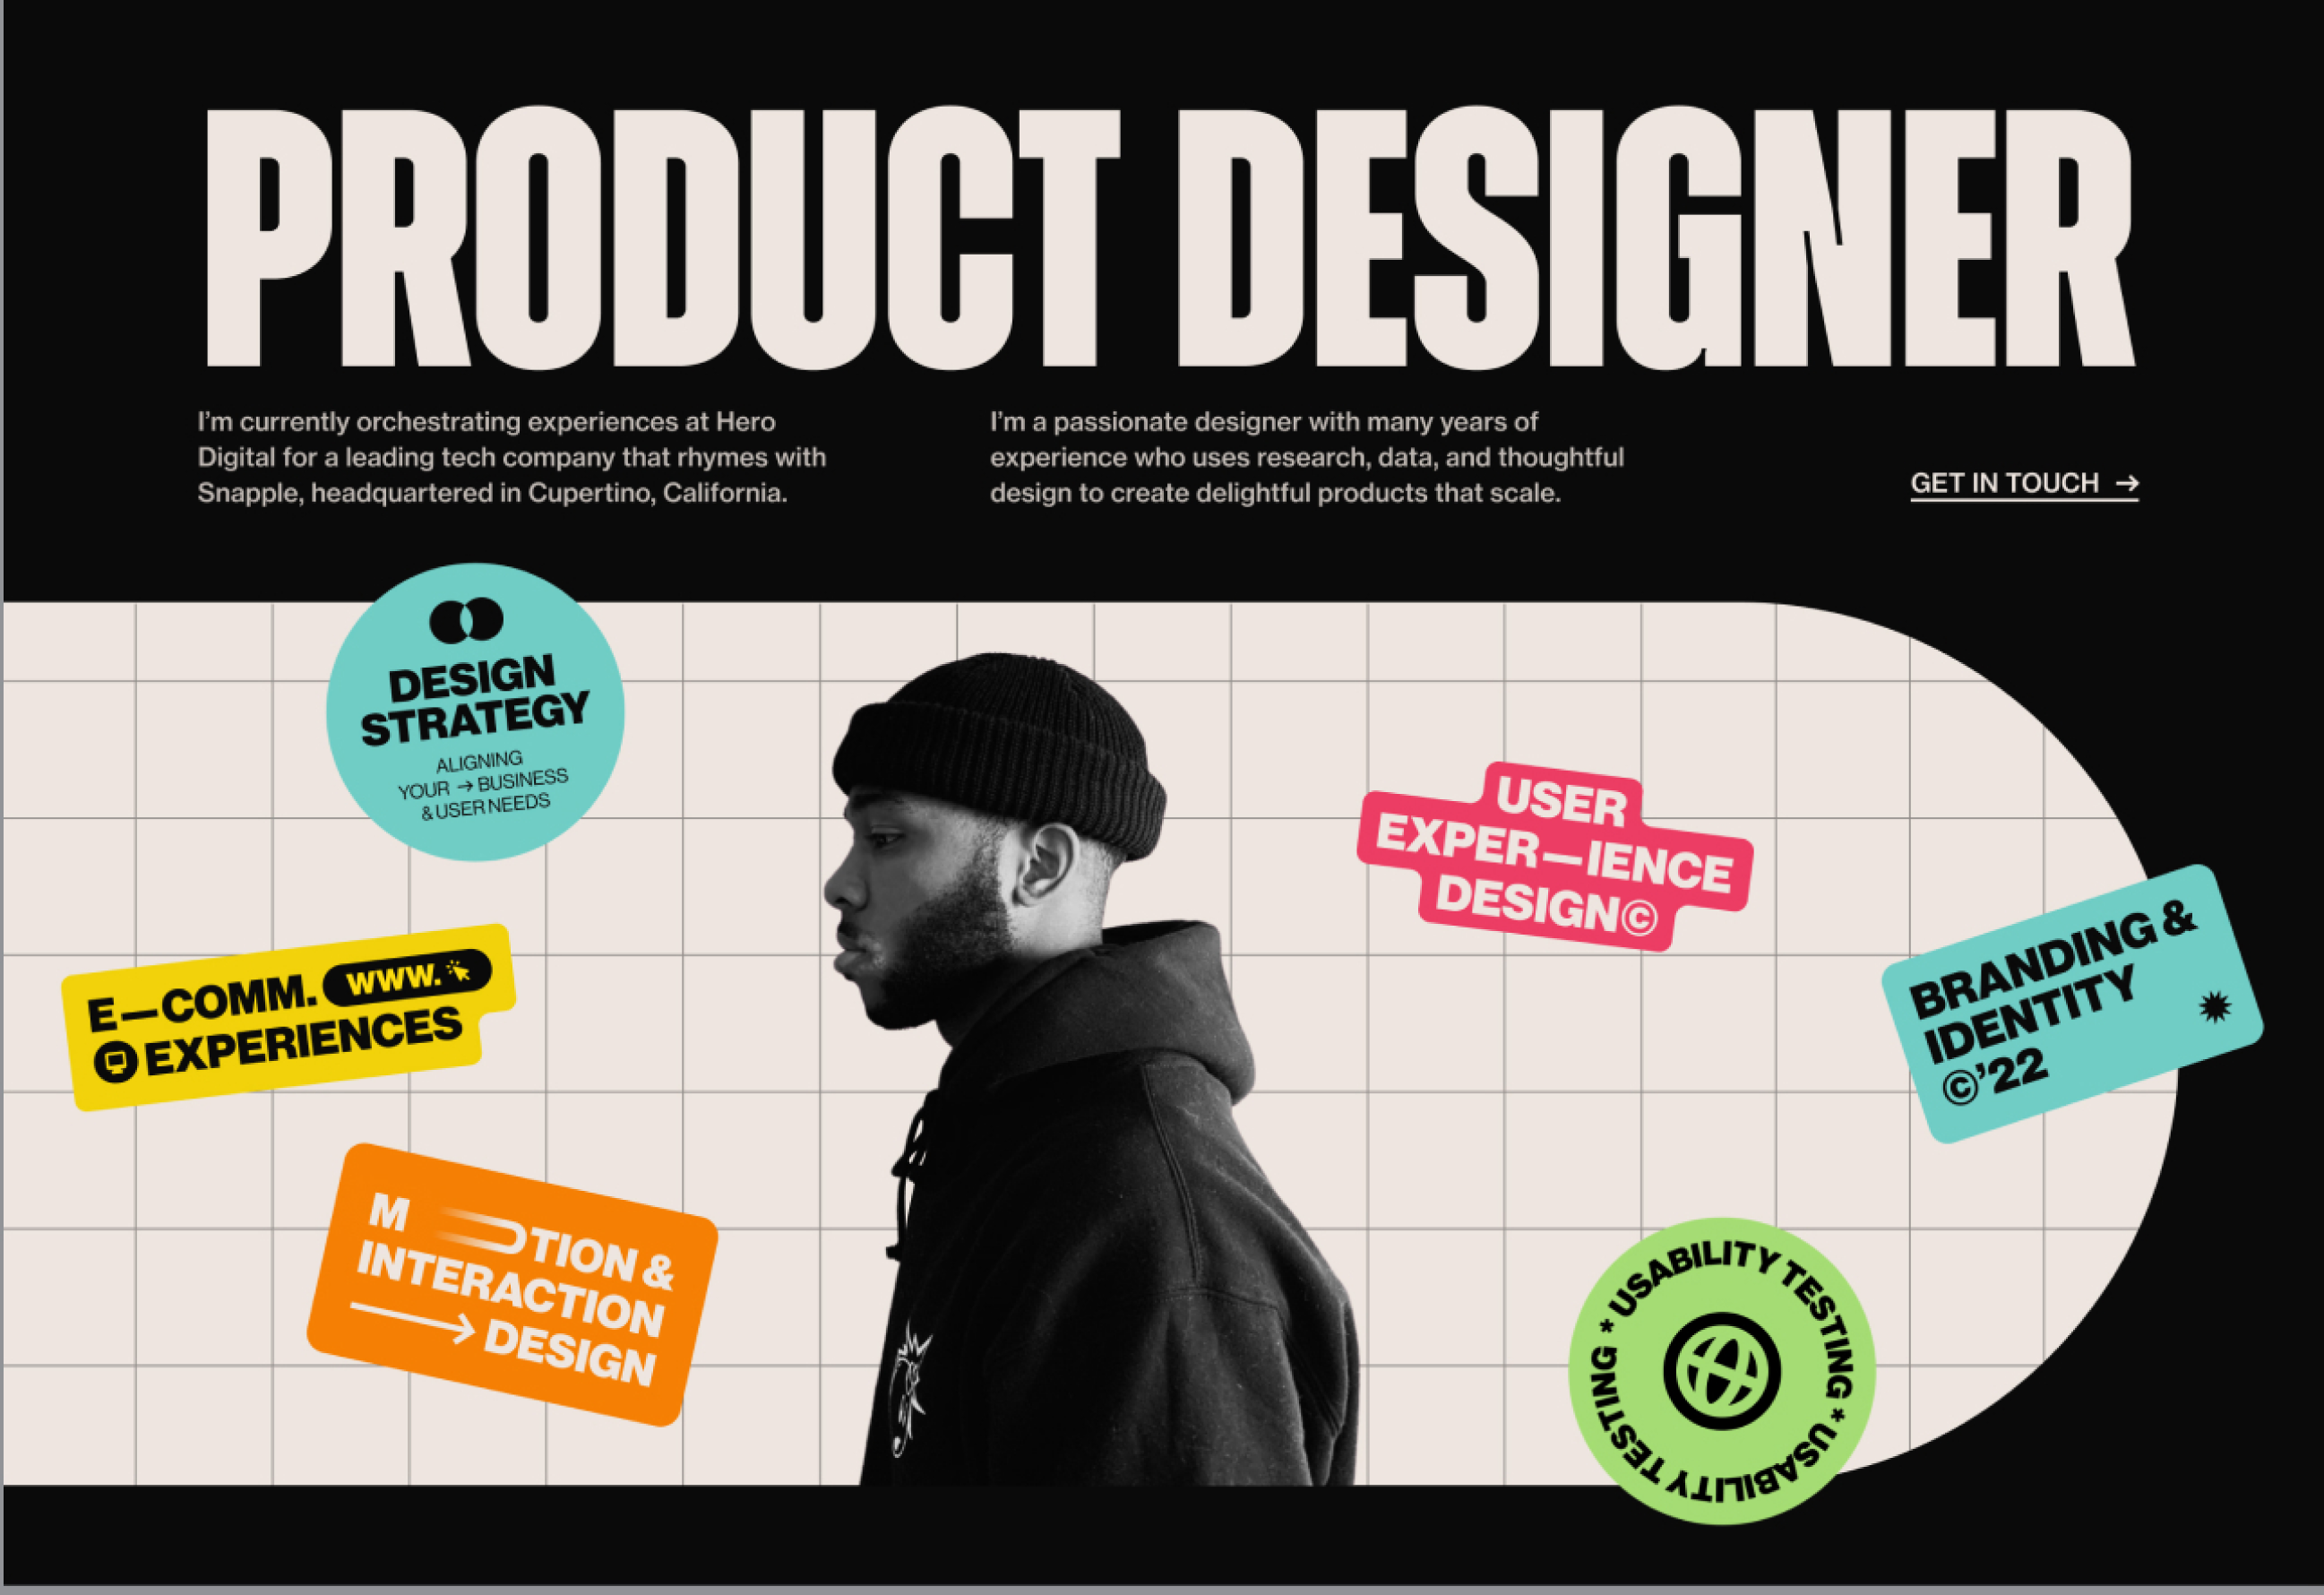 PRODUCT DESIGNER
I'm currently orchestrating experiences at Hero
Digital for a leading tech company that rhymes with
Snapple, headquartered in Cupertino, California.
I'm a passionate designer with many years of
experience who uses research, data, and thoughtful
design to create delightful products that scale.
GET IN TOUCH →
DESIGN
STRATEGY
ALIGNING
YOUR → BUSINESS
& USER NEEDS
USER
EXPER—IENCE
DESIGN©
BRANDING &
IDENTITY
©'22
E—COMM. WWW.
EXPERIENCES
MOTION &
INTERACTION
→ DESIGN
* USABILITY TESTING * USABILITY TESTING